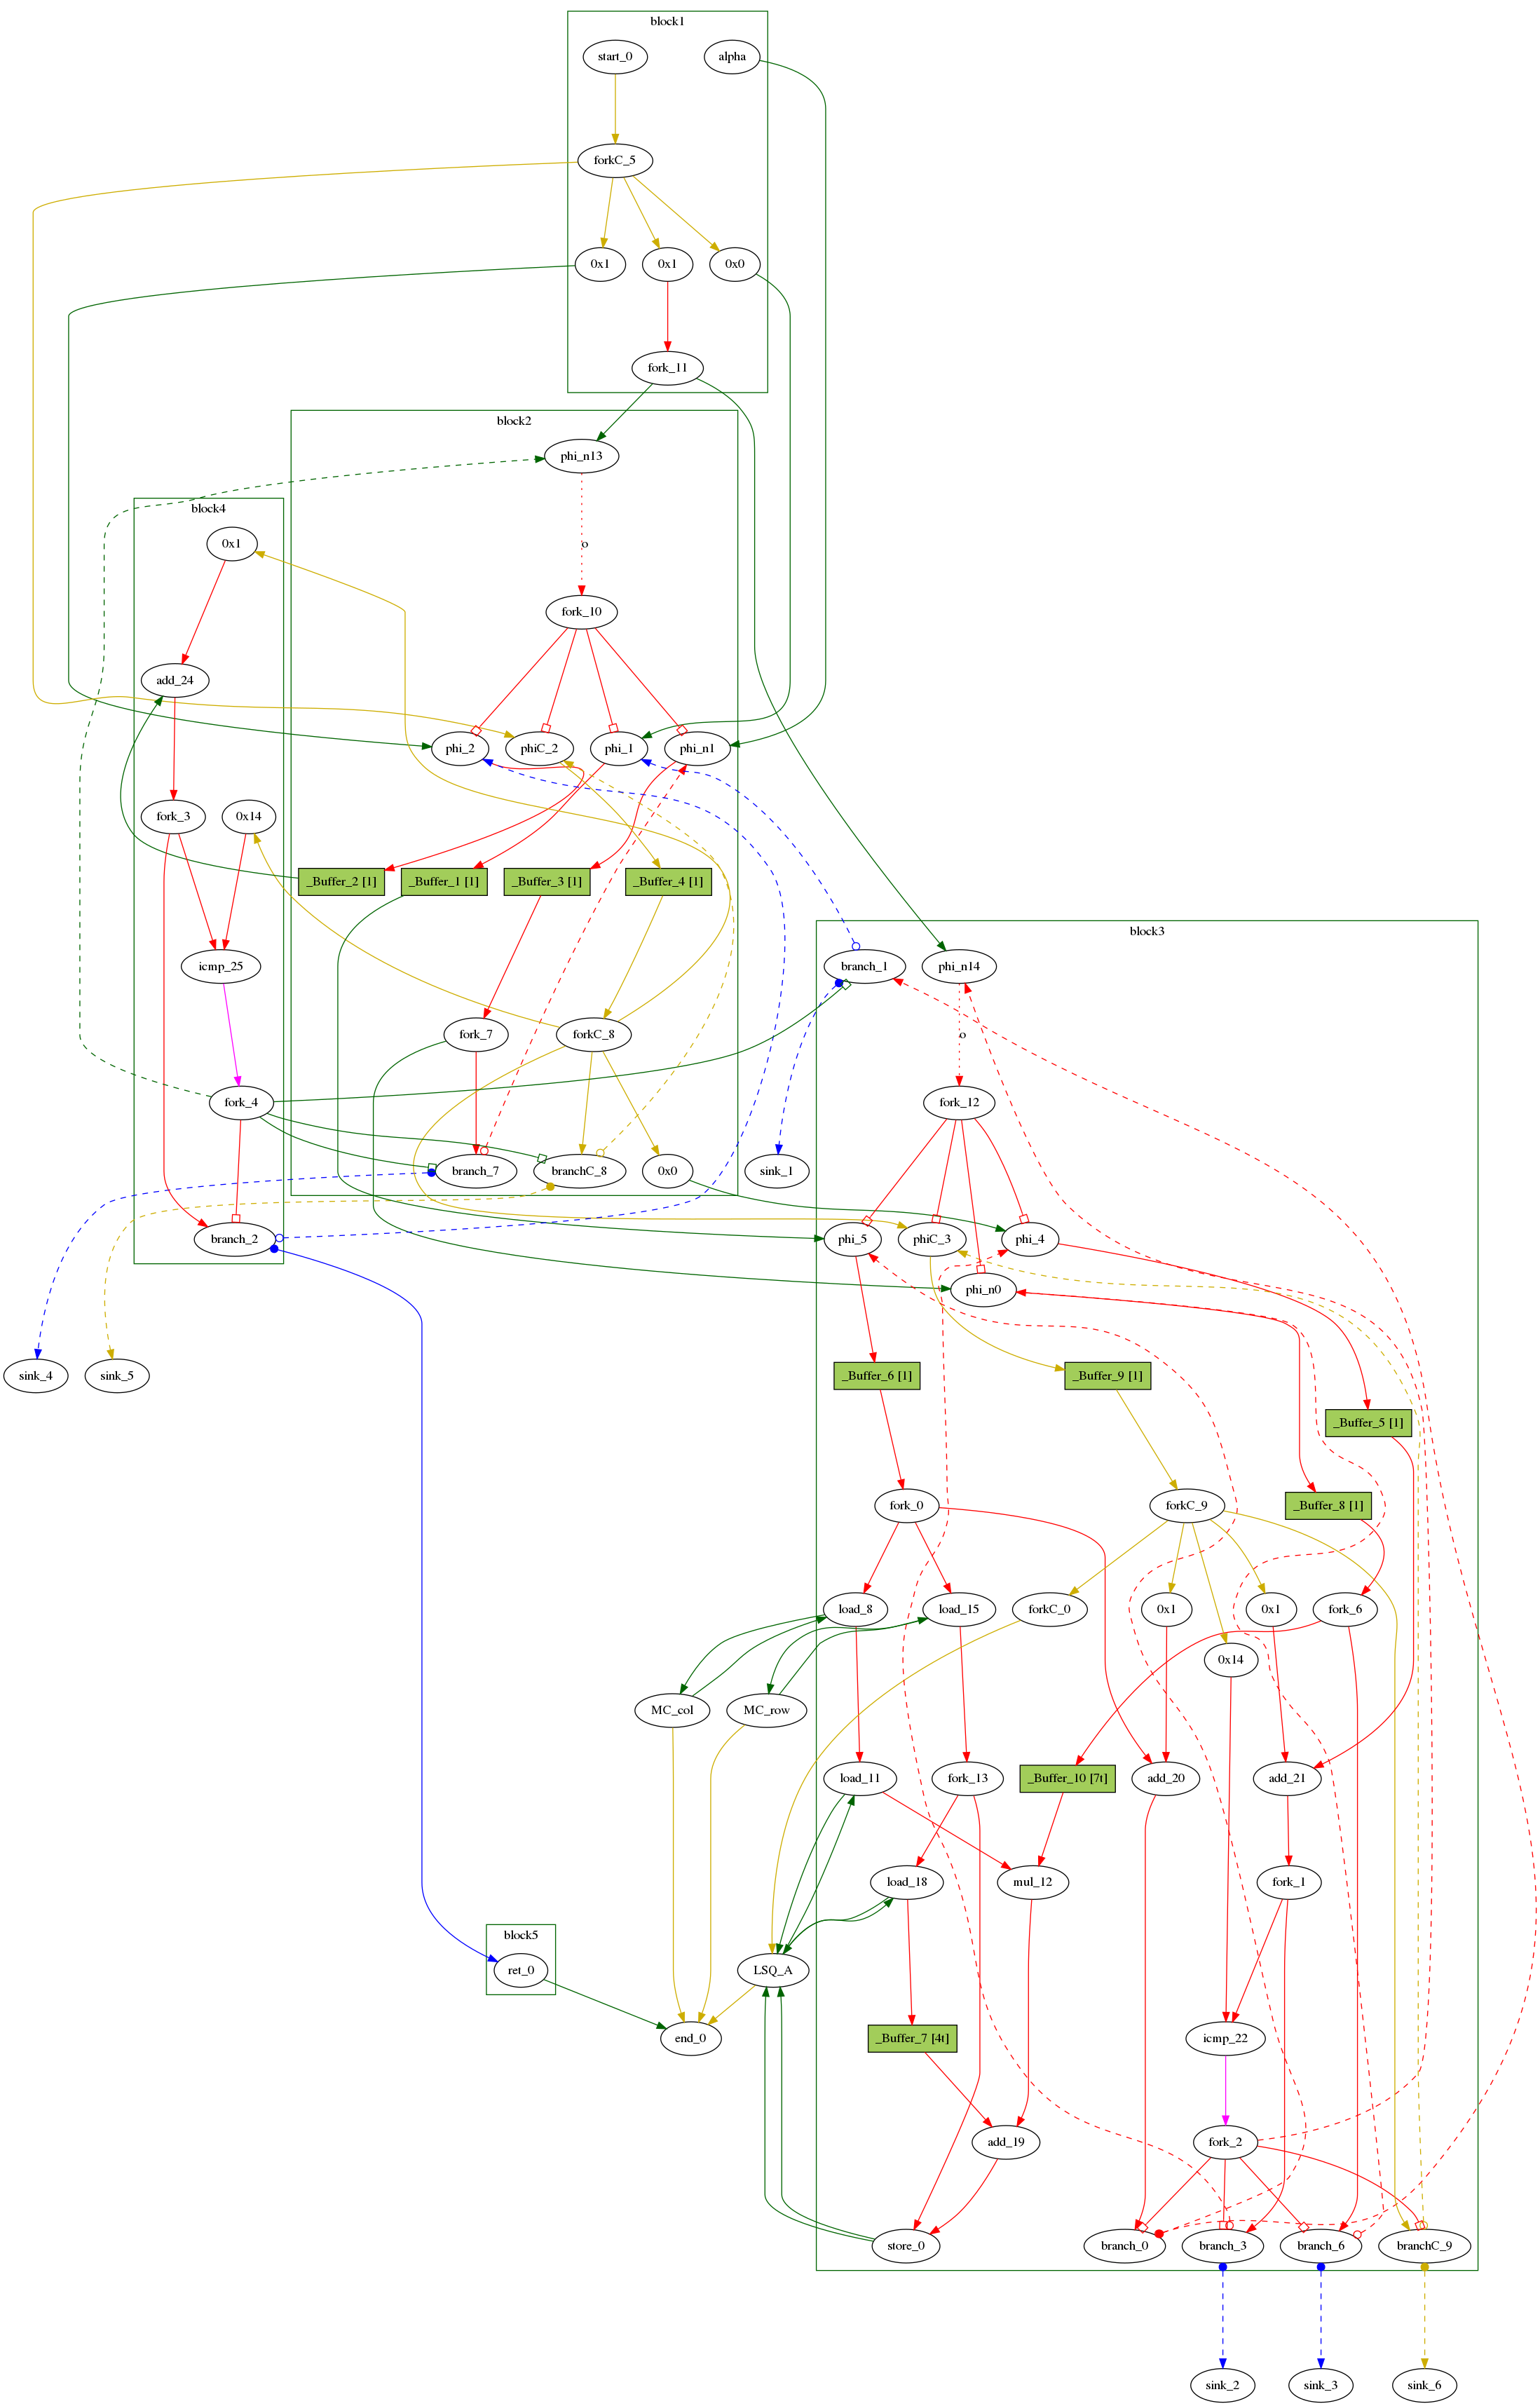 block1
start_0
alpha
forkC_5
0x1
0x1
0x0
fork_11
block2
phi_n13
block4
0x1
o
fork_10
add_24
phi_2
phiC_2
phi_1
phi_n1
fork_3
0x14
_Buffer_2 [1]
_Buffer_1 [1]
_Buffer_3 [1]
_Buffer_4 [1]
block3
icmp_25
branch_1
phi_n14
fork_7
forkC_8
o
fork_4
fork_12
branch_7
branchC_8
0x0
sink_1
branch_2
phi_5
phiC_3
phi_4
phi_n0
sink_4
sink_5
_Buffer_6 [1]
_Buffer_9 [1]
_Buffer_5 [1]
fork_0
forkC_9
_Buffer_8 [1]
load_8
load_15
forkC_0
0x1
0x1
fork_6
0x14
MC_col
MC_row
load_11
fork_13
_Buffer_10 [7t]
add_20
add_21
load_18
mul_12
fork_1
block5
ret_0
LSQ_A
end_0
_Buffer_7 [4t]
icmp_22
add_19
fork_2
store_0
branch_0
branch_3
branch_6
branchC_9
sink_2
sink_3
sink_6